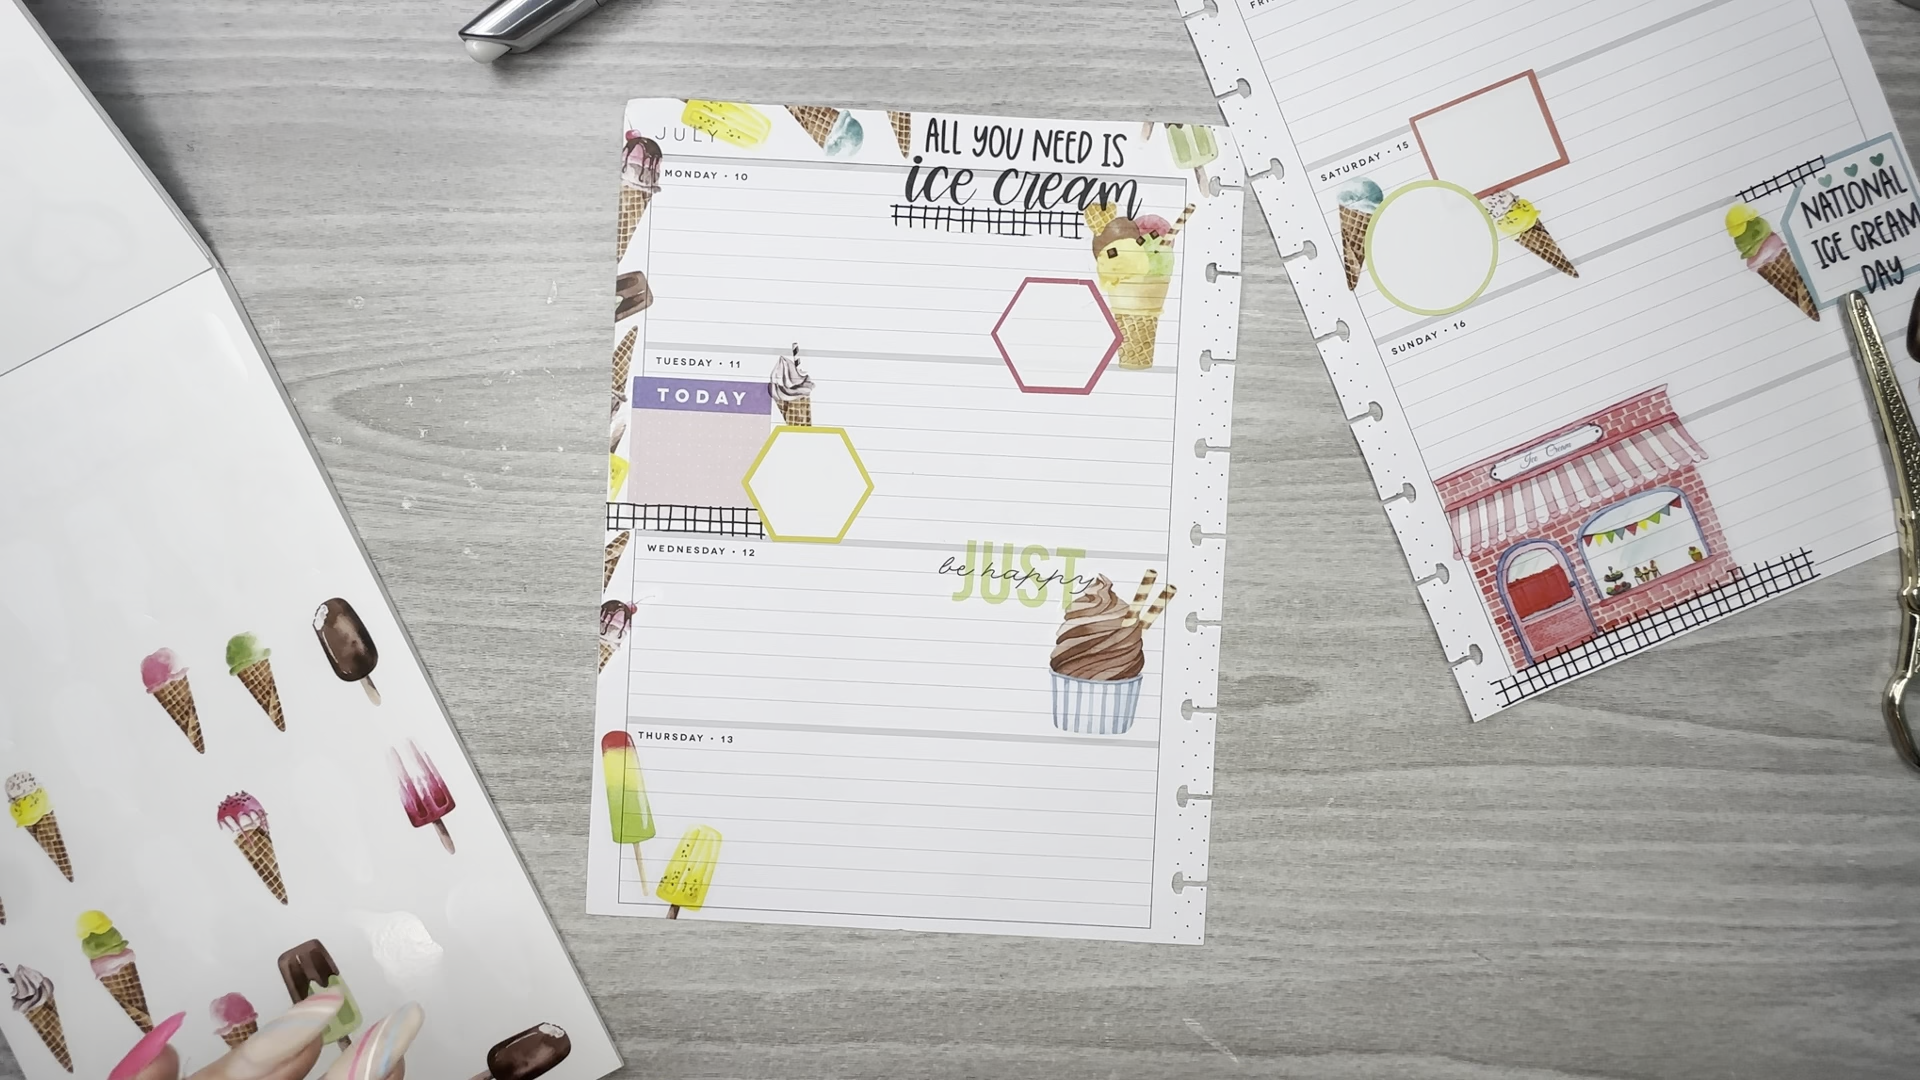 JULY
ALL YOU NEED IS
ice cream
MONDAY • 10
TUESDAY • 11
TODAY
WEDNESDAY • 12
JUST
be happy
THURSDAY • 13
SATURDAY • 15
NATIONAL
ICE CREAM
DAY
SUNDAY • 16
Ice Cream